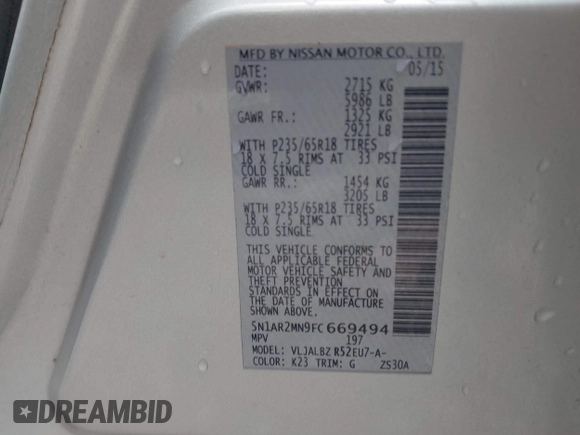 MFD BY NISSAN MOTOR CO., LTD.
DATE: 05/15
GVWR: 2715 KG
5986 LB
GAWR FR.: 1325 KG
2921 LB
WITH P235/65R18 TIRES
18 X 7.5 RIMS AT 33 PSI
COLD SINGLE
GAWR RR.: 1454 KG
3205 LB
WITH P235/65R18 TIRES
18 X 7.5 RIMS AT 33 PSI
COLD SINGLE
THIS VEHICLE CONFORMS TO
ALL APPLICABLE FEDERAL
MOTOR VEHICLE SAFETY AND
THEFT PREVENTION
STANDARDS IN EFFECT ON
THE DATE OF MANUFACTURE
SHOWN ABOVE.
5N1AR2MN9FC669494
MPV 197
MODEL: VLJALBZ R52EU7-A-
COLOR: K23 TRIM: G ZS30A
DREAMBID